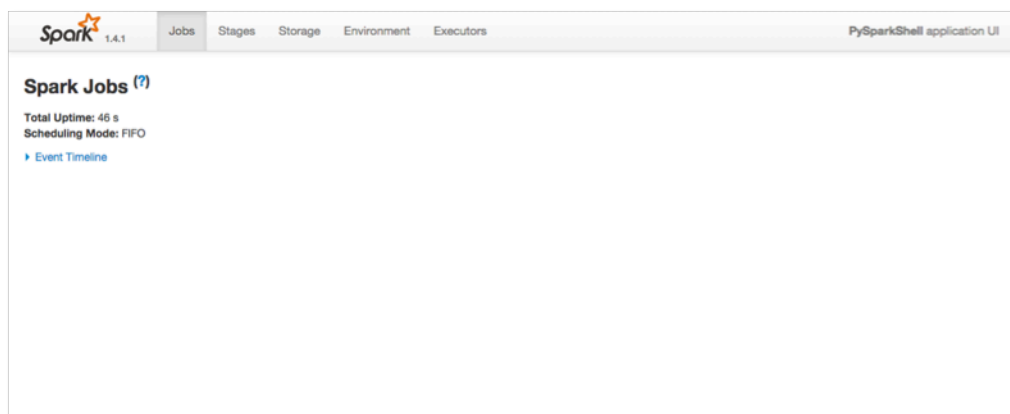 Spark 1.4.1 Jobs Stages Storage Environment Executors PySparkShell application UI
Spark Jobs (?)
Total Uptime: 46 s
Scheduling Mode: FIFO
Event Timeline